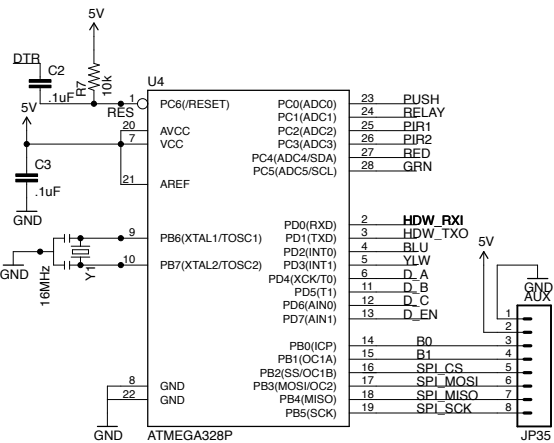 5V
DTR
C2
.1uF
R7
10k
U4
5V
RES
1 PC6(/RESET)
20 AVCC
7 VCC
21 AREF
C3
.1uF
GND
9 PB6(XTAL1/TOSC1)
10 PB7(XTAL2/TOSC2)
GND
16MHz
Y1
8 GND
22 GND
GND
ATMEGA328P
PC0(ADC0) 23 PUSH
PC1(ADC1) 24 RELAY
PC2(ADC2) 25 PIR1
PC3(ADC3) 26 PIR2
PC4(ADC4/SDA) 27 RED
PC5(ADC5/SCL) 28 GRN
PD0(RXD) 2 HDW_RXI
PD1(TXD) 3 HDW_TXO
PD2(INT0) 4 BLU
PD3(INT1) 5 YLW
PD4(XCK/T0) 6 D_A
PD5(T1) 11 D_B
PD6(AIN0) 12 D_C
PD7(AIN1) 13 D_EN
PB0(ICP) 14 B0
PB1(OC1A) 15 B1
PB2(SS/OC1B) 16 SPI_CS
PB3(MOSI/OC2) 17 SPI_MOSI
PB4(MISO) 18 SPI_MISO
PB5(SCK) 19 SPI_SCK
5V
GND
AUX
1
2
3
4
5
6
7
8
JP35